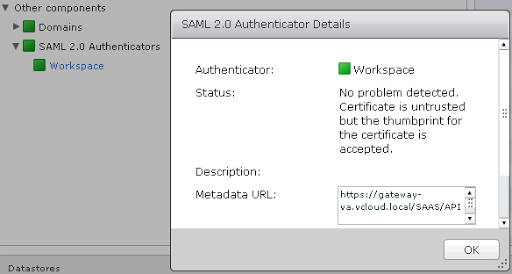 Other components
Domains
SAML 2.0 Authenticators
Workspace
Datastores
SAML 2.0 Authenticator Details
Authenticator: Workspace
Status: No problem detected.
Certificate is untrusted
but the thumbprint for
the certificate is
accepted.
Description:
Metadata URL: https://gateway-
va.vcloud.local/SAAS/API
OK